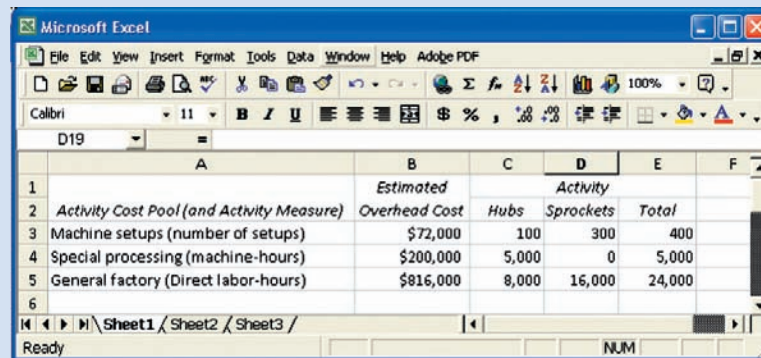 Microsoft Excel
File Edit View Insert Format Tools Data Window Help Adobe PDF
100%
Calibri 11 B I U $ % ,
D19 =
A B C D E F
1 Estimated Activity
2 Activity Cost Pool (and Activity Measure) Overhead Cost Hubs Sprockets Total
3 Machine setups (number of setups) $72,000 100 300 400
4 Special processing (machine-hours) $200,000 5,000 0 5,000
5 General factory (Direct labor-hours) $816,000 8,000 16,000 24,000
6
Sheet1 / Sheet2 / Sheet3 /
Ready NUM